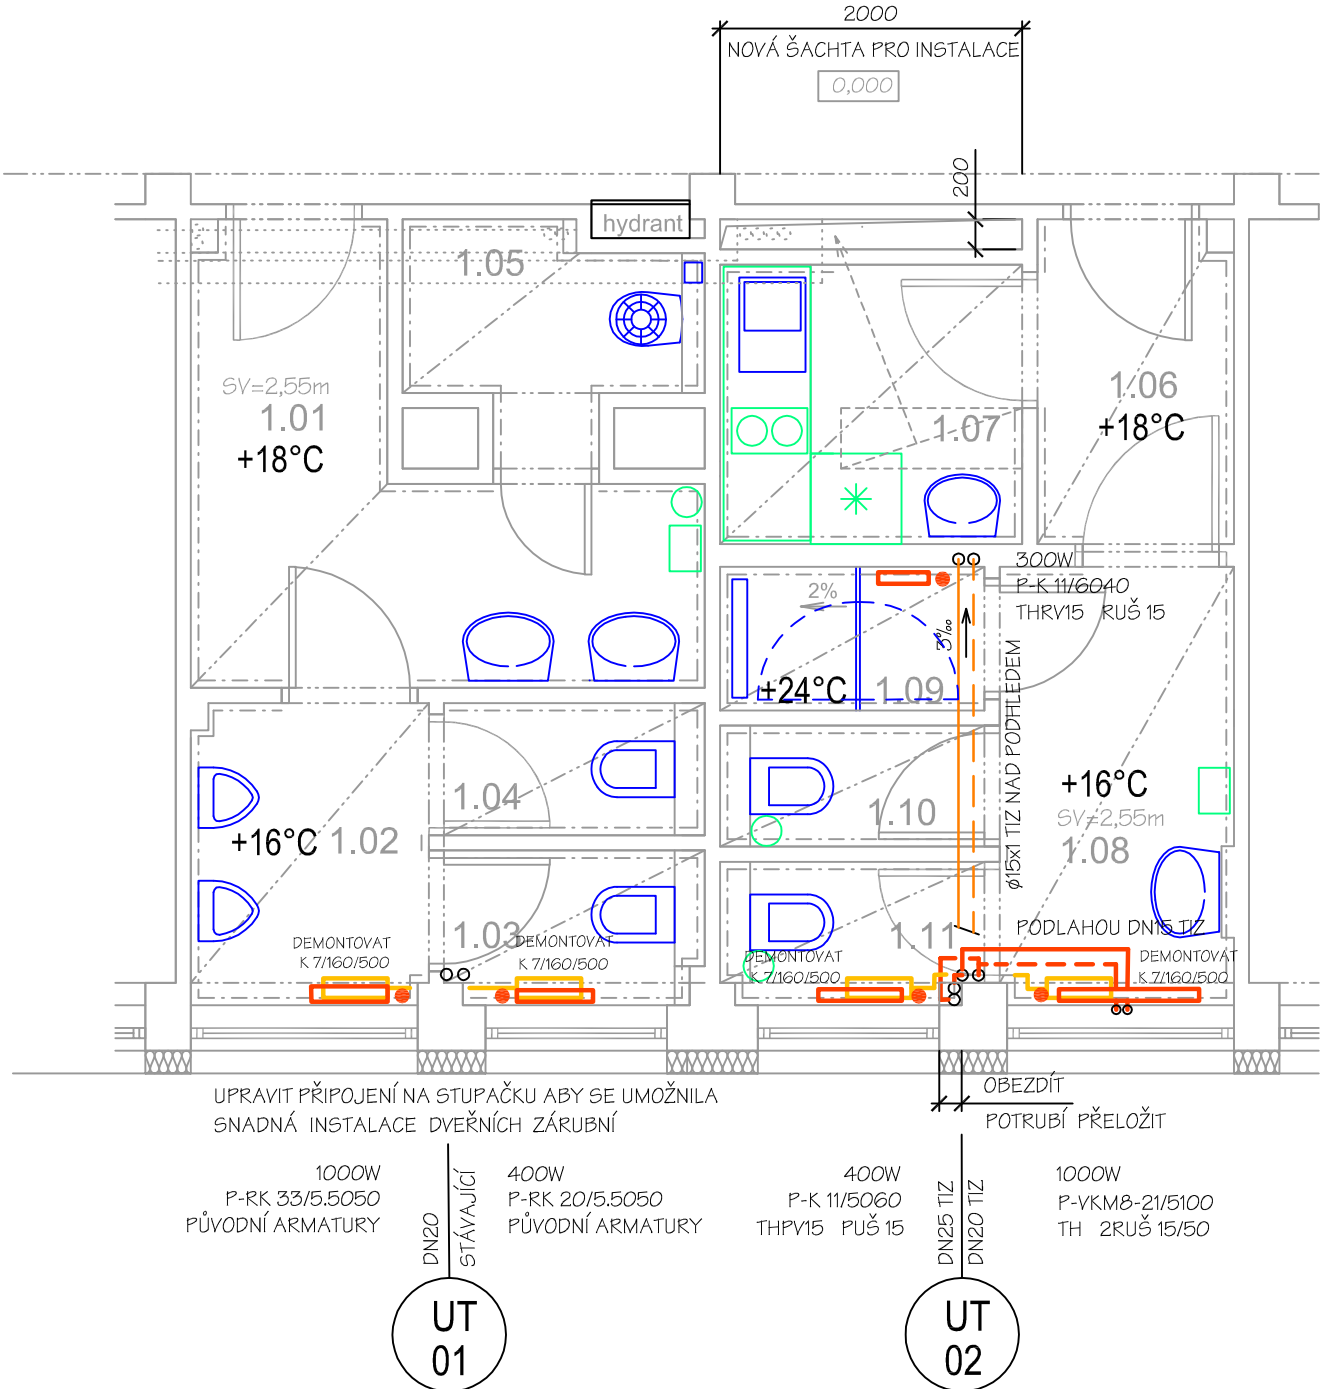 2000
NOVÁ ŠACHTA PRO INSTALACE
0,000
200
hydrant
1.05
SV=2,55m
1.01
+18°C
1.06
+18°C
1.07
300W
P-K 11/6040
THRV15 RUŠ 15
2%
3‰
+24°C
1.09
φ15x1 TIZ NAD PODHLEDEM
+16°C
SV=2,55m
1.08
1.04
1.10
+16°C
1.02
1.03
1.11
PODLAHOU DN15 TIZ
DEMONTOVAT
K 7/160/500
DEMONTOVAT
K 7/160/500
DEMONTOVAT
K 7/160/500
DEMONTOVAT
K 7/160/500
UPRAVIT PŘIPOJENÍ NA STUPAČKU ABY SE UMOŽNILA
SNADNÁ INSTALACE DVEŘNÍCH ZÁRUBNÍ
OBEZDÍT
POTRUBÍ PŘELOŽIT
1000W
P-RK 33/5.5050
PŮVODNÍ ARMATURY
DN20
STÁVAJÍCÍ
400W
P-RK 20/5.5050
PŮVODNÍ ARMATURY
400W
P-K 11/5060
THPV15 PUŠ 15
DN25 TIZ
DN20 TIZ
1000W
P-VKM8-21/5100
TH 2RUŠ 15/50
UT
01
UT
02